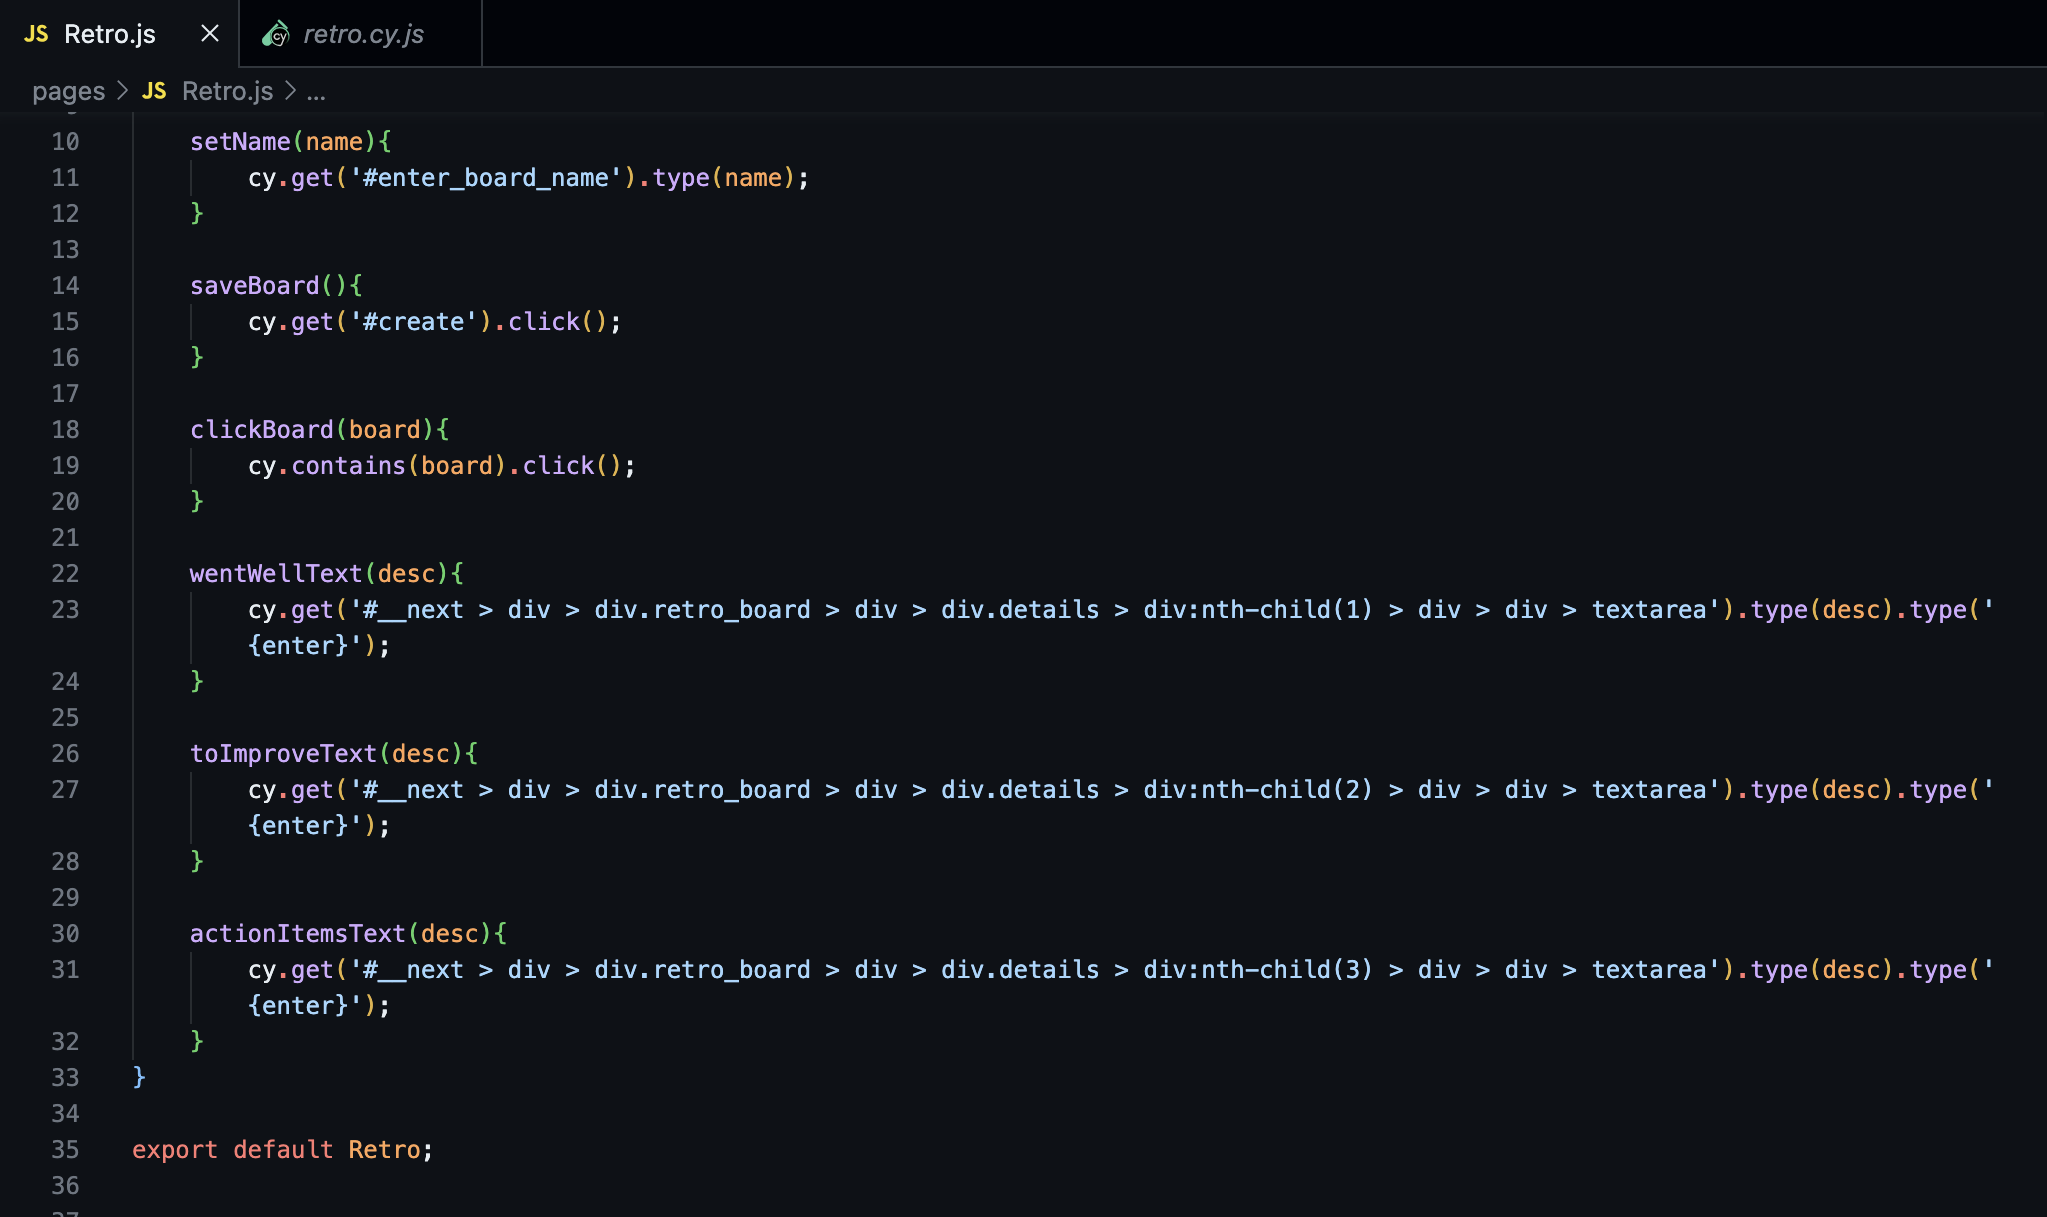 JS Retro.js × retro.cy.js
pages > JS Retro.js > ...
10 setName(name){
11 cy.get('#enter_board_name').type(name);
12 }
13
14 saveBoard(){
15 cy.get('#create').click();
16 }
17
18 clickBoard(board){
19 cy.contains(board).click();
20 }
21
22 wentWellText(desc){
23 cy.get('#__next > div > div.retro_board > div > div.details > div:nth-child(1) > div > div > textarea').type(desc).type('
{enter}');
24 }
25
26 toImproveText(desc){
27 cy.get('#__next > div > div.retro_board > div > div.details > div:nth-child(2) > div > div > textarea').type(desc).type('
{enter}');
28 }
29
30 actionItemsText(desc){
31 cy.get('#__next > div > div.retro_board > div > div.details > div:nth-child(3) > div > div > textarea').type(desc).type('
{enter}');
32 }
33 }
34
35 export default Retro;
36